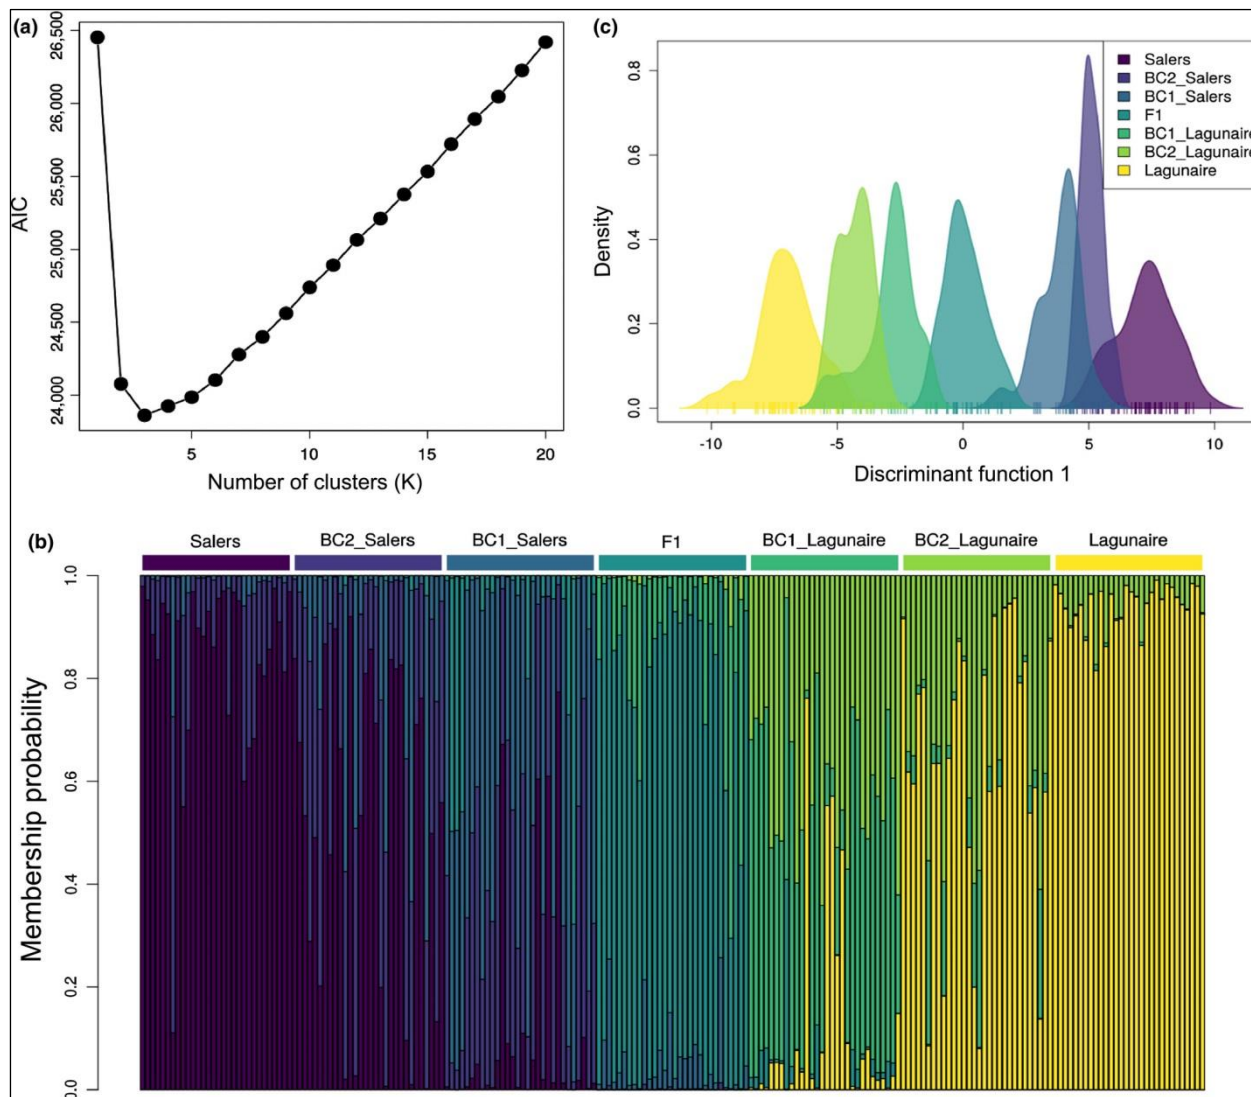 (a)
26,500
26,000
25,500
25,000
24,500
24,000
AIC
5
10
15
20
Number of clusters (K)
(c)
0.8
0.6
0.4
0.2
0.0
Density
Salers
BC2_Salers
BC1_Salers
F1
BC1_Lagunaire
BC2_Lagunaire
Lagunaire
-10
-5
0
5
10
Discriminant function 1
(b)
Salers
BC2_Salers
BC1_Salers
F1
BC1_Lagunaire
BC2_Lagunaire
Lagunaire
1.0
0.8
0.6
0.4
0.2
0.0
Membership probability